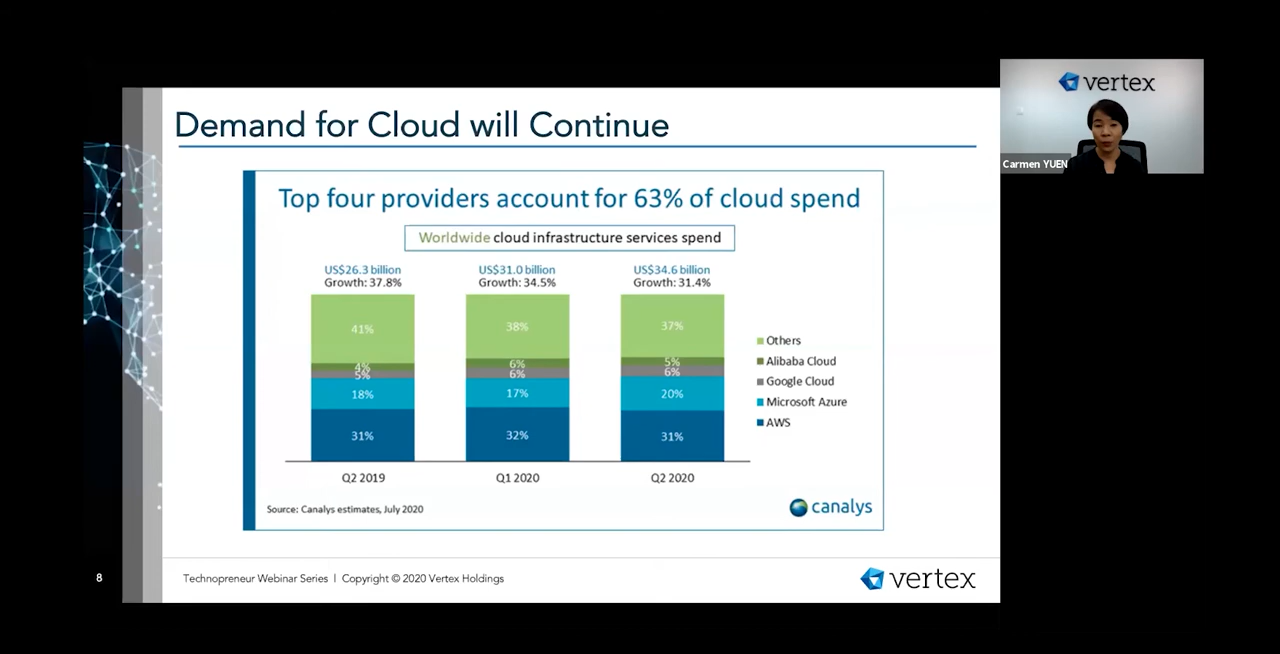 Demand for Cloud will Continue
Top four providers account for 63% of cloud spend
Worldwide cloud infrastructure services spend
US$26.3 billion
Growth: 37.8%
US$31.0 billion
Growth: 34.5%
US$34.6 billion
Growth: 31.4%
41%
4%
5%
18%
31%
38%
6%
6%
17%
32%
37%
5%
6%
20%
31%
Others
Alibaba Cloud
Google Cloud
Microsoft Azure
AWS
Q2 2019
Q1 2020
Q2 2020
Source: Canalys estimates, July 2020
canalys
8
Technopreneur Webinar Series | Copyright © 2020 Vertex Holdings
vertex
vertex
Carmen YUEN